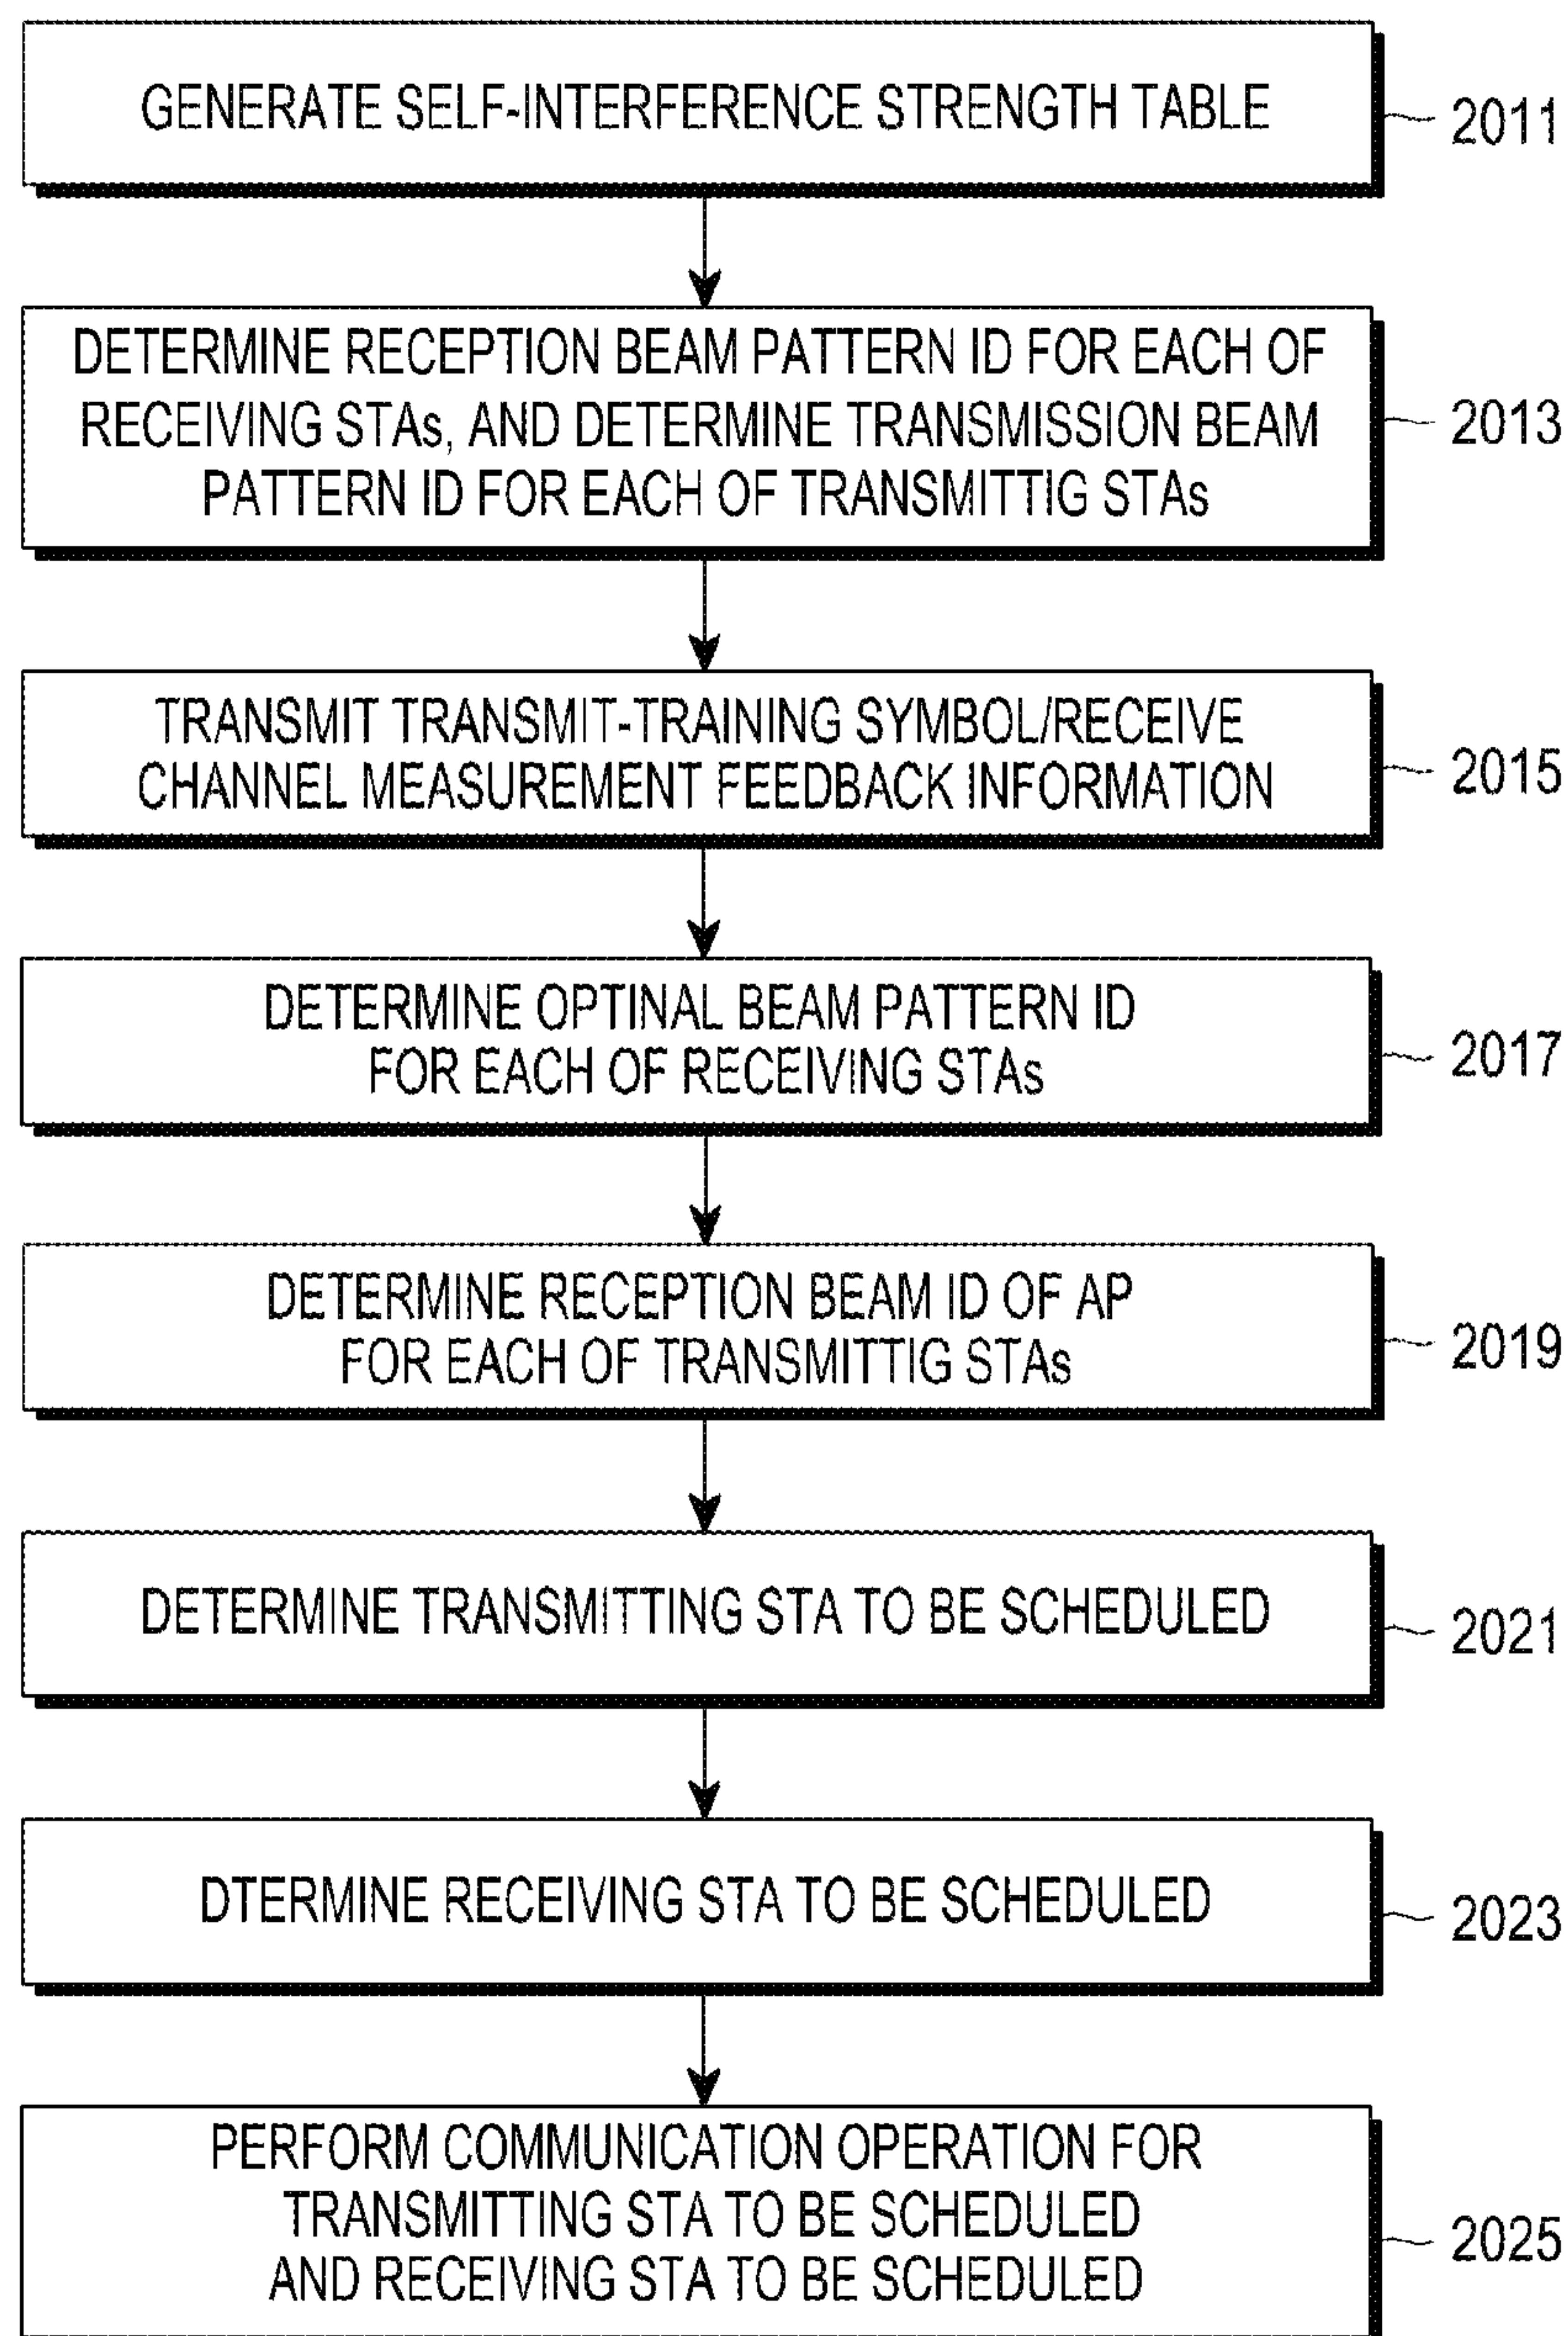 GENERATE SELF-INTERFERENCE STRENGTH TABLE
2011
DETERMINE RECEPTION BEAM PATTERN ID FOR EACH OF
RECEIVING STAs, AND DETERMINE TRANSMISSION BEAM
PATTERN ID FOR EACH OF TRANSMITTIG STAs
2013
TRANSMIT TRANSMIT-TRAINING SYMBOL/RECEIVE
CHANNEL MEASUREMENT FEEDBACK INFORMATION
2015
DETERMINE OPTINAL BEAM PATTERN ID
FOR EACH OF RECEIVING STAs
2017
DETERMINE RECEPTION BEAM ID OF AP
FOR EACH OF TRANSMITTIG STAs
2019
DETERMINE TRANSMITTING STA TO BE SCHEDULED
2021
DTERMINE RECEIVING STA TO BE SCHEDULED
2023
PERFORM COMMUNICATION OPERATION FOR
TRANSMITTING STA TO BE SCHEDULED
AND RECEIVING STA TO BE SCHEDULED
2025